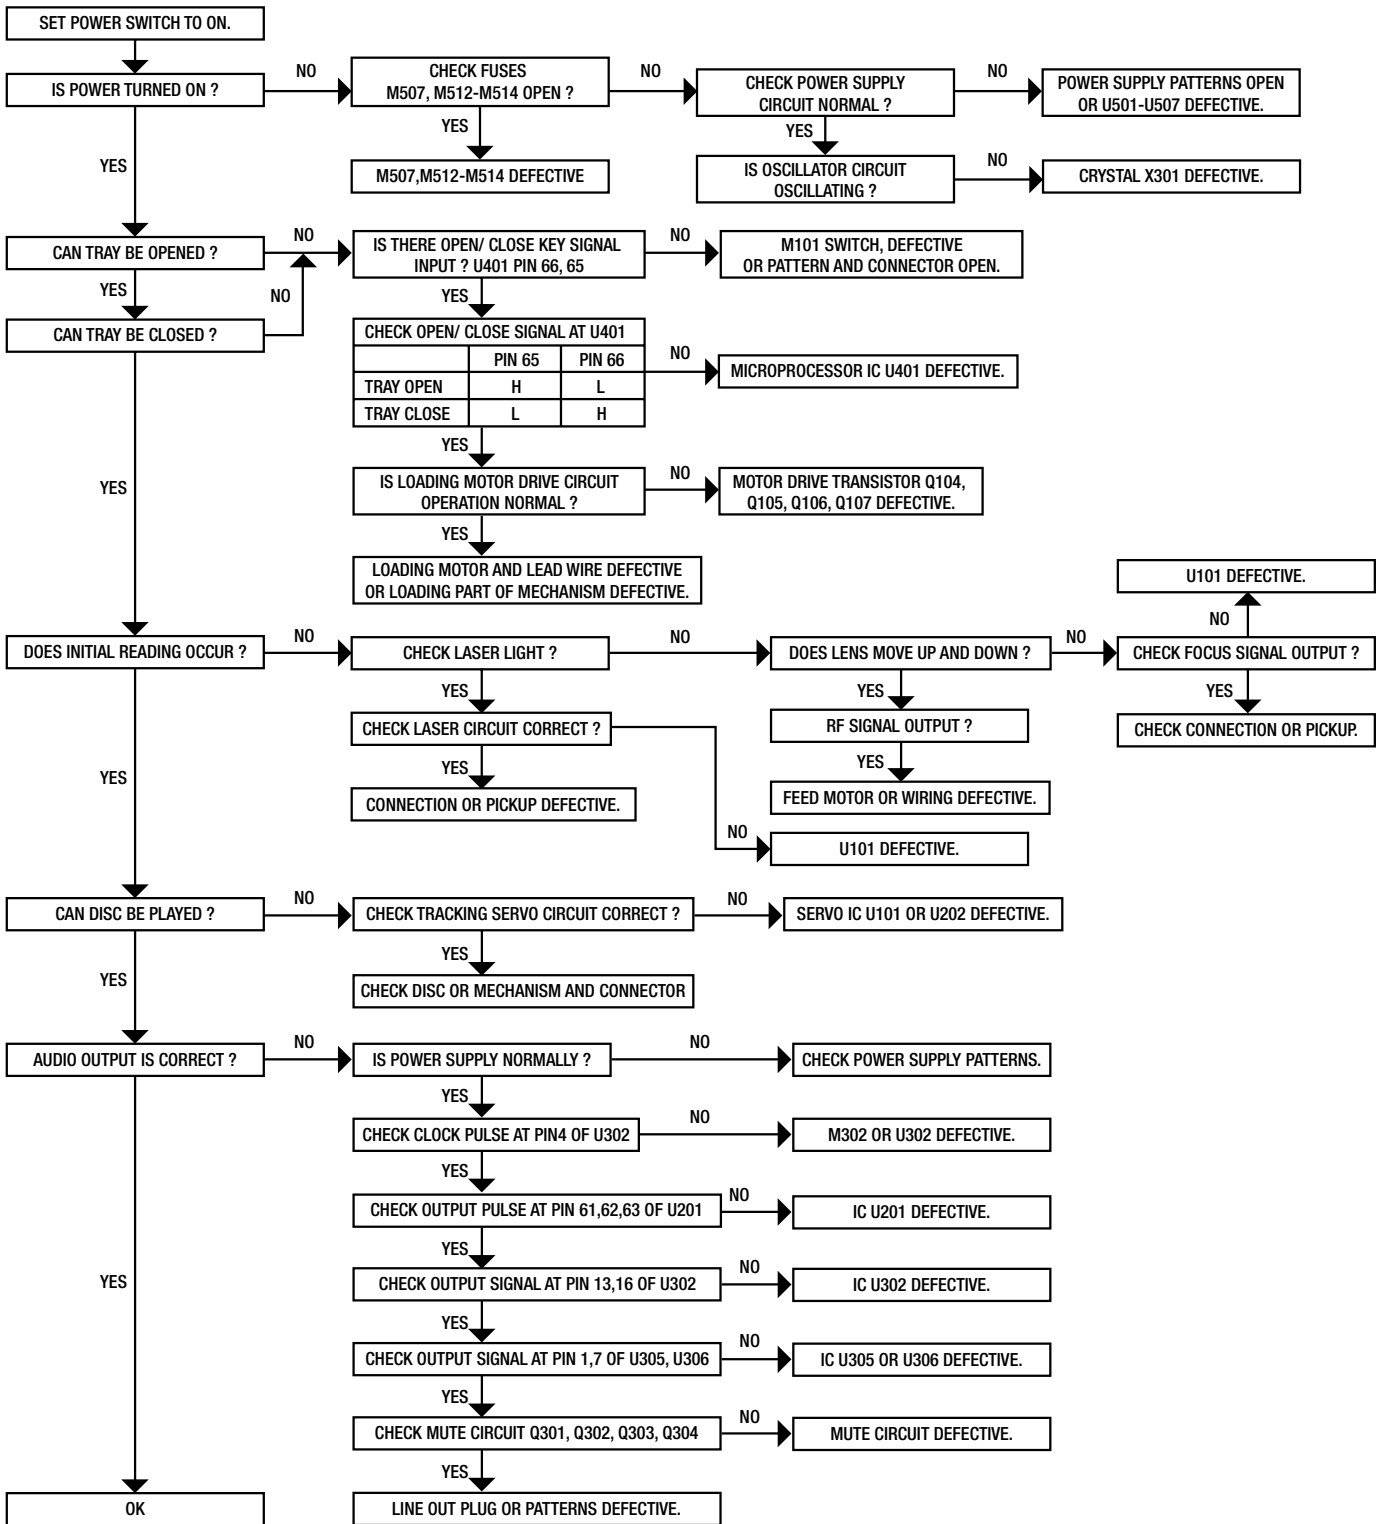 SET POWER SWITCH TO ON.
IS POWER TURNED ON ?
NO
CHECK FUSES
M507, M512-M514 OPEN ?
NO
CHECK POWER SUPPLY
CIRCUIT NORMAL ?
NO
POWER SUPPLY PATTERNS OPEN
OR U501-U507 DEFECTIVE.
YES
YES
YES
M507,M512-M514 DEFECTIVE
IS OSCILLATOR CIRCUIT
OSCILLATING ?
NO
CRYSTAL X301 DEFECTIVE.
CAN TRAY BE OPENED ?
NO
IS THERE OPEN/ CLOSE KEY SIGNAL
INPUT ? U401 PIN 66, 65
NO
M101 SWITCH, DEFECTIVE
OR PATTERN AND CONNECTOR OPEN.
YES
NO
YES
CAN TRAY BE CLOSED ?
CHECK OPEN/ CLOSE SIGNAL AT U401
PIN 65 PIN 66
TRAY OPEN H L
TRAY CLOSE L H
NO
MICROPROCESSOR IC U401 DEFECTIVE.
YES
YES
IS LOADING MOTOR DRIVE CIRCUIT
OPERATION NORMAL ?
NO
MOTOR DRIVE TRANSISTOR Q104,
Q105, Q106, Q107 DEFECTIVE.
YES
LOADING MOTOR AND LEAD WIRE DEFECTIVE
OR LOADING PART OF MECHANISM DEFECTIVE.
U101 DEFECTIVE.
NO
DOES INITIAL READING OCCUR ?
NO
CHECK LASER LIGHT ?
NO
DOES LENS MOVE UP AND DOWN ?
NO
CHECK FOCUS SIGNAL OUTPUT ?
YES
YES
YES
CHECK LASER CIRCUIT CORRECT ?
RF SIGNAL OUTPUT ?
CHECK CONNECTION OR PICKUP.
YES
YES
YES
CONNECTION OR PICKUP DEFECTIVE.
FEED MOTOR OR WIRING DEFECTIVE.
NO
U101 DEFECTIVE.
CAN DISC BE PLAYED ?
NO
CHECK TRACKING SERVO CIRCUIT CORRECT ?
NO
SERVO IC U101 OR U202 DEFECTIVE.
YES
YES
CHECK DISC OR MECHANISM AND CONNECTOR
AUDIO OUTPUT IS CORRECT ?
NO
IS POWER SUPPLY NORMALLY ?
NO
CHECK POWER SUPPLY PATTERNS.
YES
CHECK CLOCK PULSE AT PIN4 OF U302
NO
M302 OR U302 DEFECTIVE.
YES
CHECK OUTPUT PULSE AT PIN 61,62,63 OF U201
NO
IC U201 DEFECTIVE.
YES
YES
CHECK OUTPUT SIGNAL AT PIN 13,16 OF U302
NO
IC U302 DEFECTIVE.
YES
CHECK OUTPUT SIGNAL AT PIN 1,7 OF U305, U306
NO
IC U305 OR U306 DEFECTIVE.
YES
CHECK MUTE CIRCUIT Q301, Q302, Q303, Q304
NO
MUTE CIRCUIT DEFECTIVE.
YES
OK
LINE OUT PLUG OR PATTERNS DEFECTIVE.